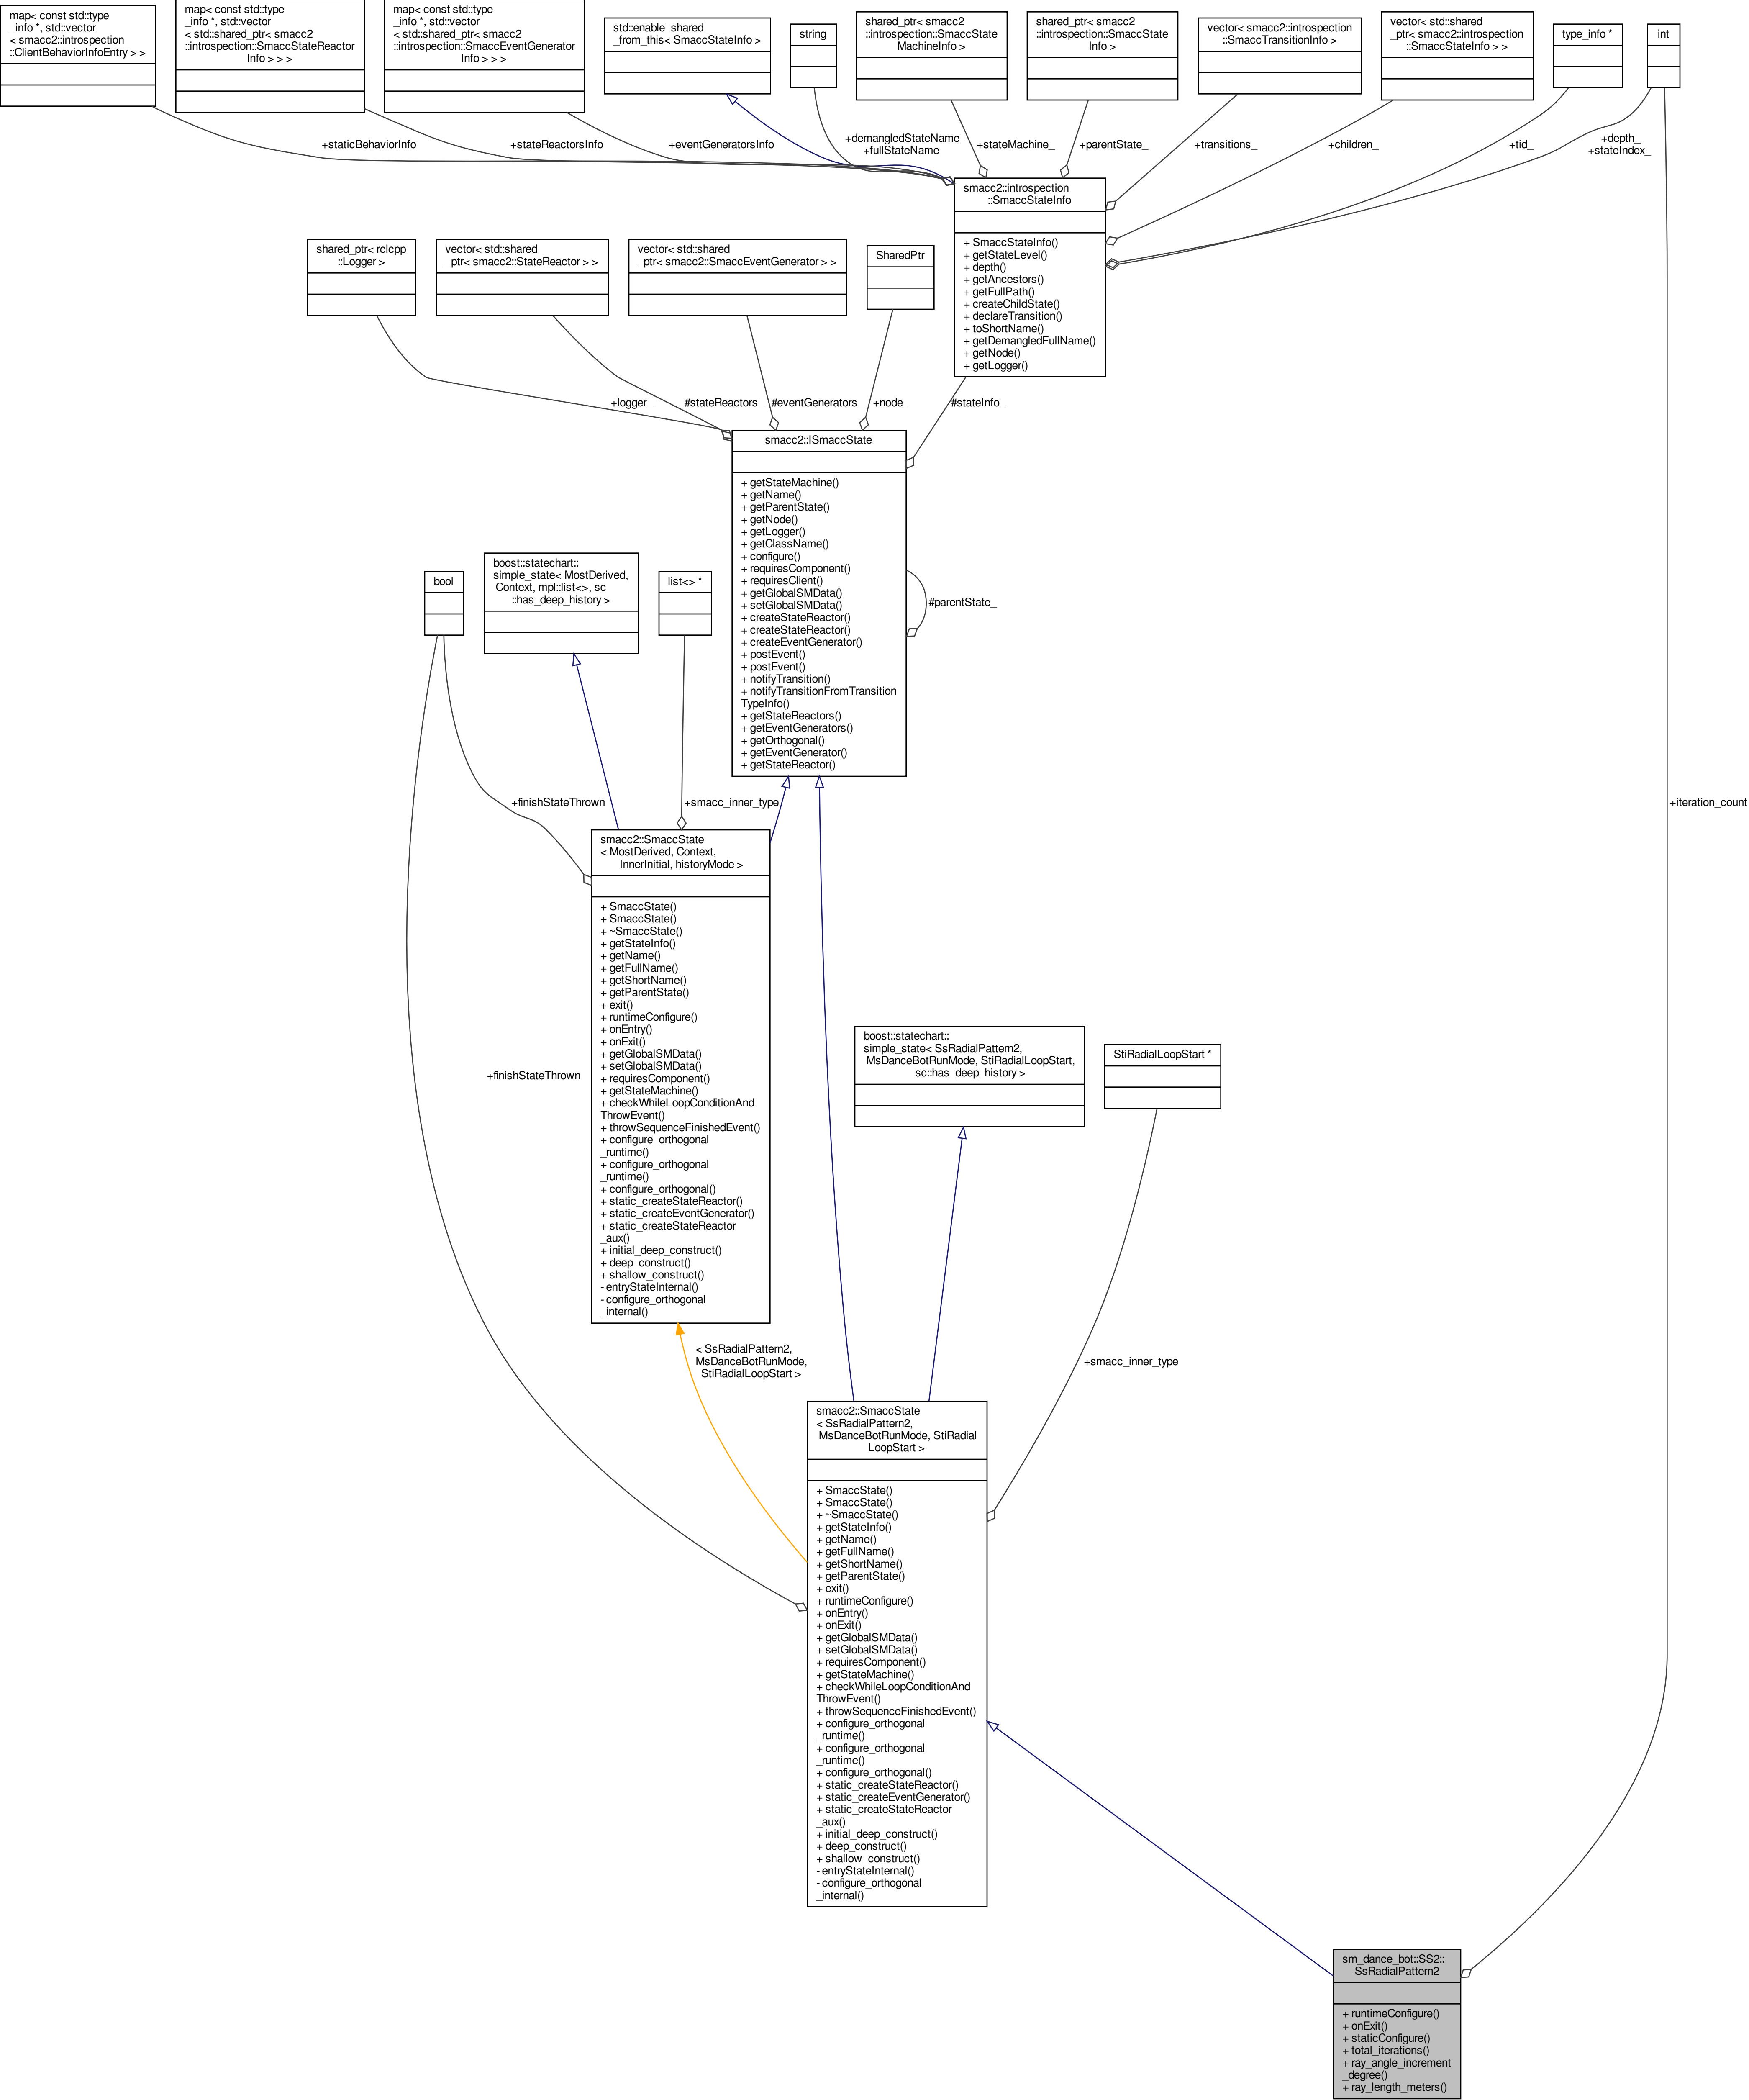 map< const std::type
_info *, std::vector
< smacc2::introspection
::ClientBehaviorInfoEntry > >
map< const std::type
_info *, std::vector
< std::shared_ptr< smacc2
::introspection::SmaccStateReactor
Info > > >
map< const std::type
_info *, std::vector
< std::shared_ptr< smacc2
::introspection::SmaccEventGenerator
Info > > >
std::enable_shared
_from_this< SmaccStateInfo >
string
shared_ptr< smacc2
::introspection::SmaccState
MachineInfo >
shared_ptr< smacc2
::introspection::SmaccState
Info >
vector< smacc2::introspection
::SmaccTransitionInfo >
vector< std::shared
_ptr< smacc2::introspection
::SmaccStateInfo > >
type_info *
int
+staticBehaviorInfo
+stateReactorsInfo
+eventGeneratorsInfo
+demangledStateName
+fullStateName
+stateMachine_
+parentState_
+transitions_
+children_
+tid_
+depth_
+stateIndex_
smacc2::introspection
::SmaccStateInfo
+ SmaccStateInfo()
+ getStateLevel()
+ depth()
+ getAncestors()
+ getFullPath()
+ createChildState()
+ declareTransition()
+ toShortName()
+ getDemangledFullName()
+ getNode()
+ getLogger()
shared_ptr< rclcpp
::Logger >
vector< std::shared
_ptr< smacc2::StateReactor > >
vector< std::shared
_ptr< smacc2::SmaccEventGenerator > >
SharedPtr
+logger_
#stateReactors_
#eventGenerators_
+node_
#stateInfo_
smacc2::ISmaccState
+ getStateMachine()
+ getName()
+ getParentState()
+ getNode()
+ getLogger()
+ getClassName()
+ configure()
+ requiresComponent()
+ requiresClient()
+ getGlobalSMData()
+ setGlobalSMData()
+ createStateReactor()
+ createStateReactor()
+ createEventGenerator()
+ postEvent()
+ postEvent()
+ notifyTransition()
+ notifyTransitionFromTransition
TypeInfo()
+ getStateReactors()
+ getEventGenerators()
+ getOrthogonal()
+ getEventGenerator()
+ getStateReactor()
#parentState_
bool
boost::statechart::
simple_state< MostDerived,
Context, mpl::list<>, sc
::has_deep_history >
list<> *
+finishStateThrown
+smacc_inner_type
+iteration_count
smacc2::SmaccState
< MostDerived, Context,
InnerInitial, historyMode >
+ SmaccState()
+ SmaccState()
+ ~SmaccState()
+ getStateInfo()
+ getName()
+ getFullName()
+ getShortName()
+ getParentState()
+ exit()
+ runtimeConfigure()
+ onEntry()
+ onExit()
+ getGlobalSMData()
+ setGlobalSMData()
+ requiresComponent()
+ getStateMachine()
+ checkWhileLoopConditionAnd
ThrowEvent()
+ throwSequenceFinishedEvent()
+ configure_orthogonal
_runtime()
+ configure_orthogonal
_runtime()
+ configure_orthogonal()
+ static_createStateReactor()
+ static_createEventGenerator()
+ static_createStateReactor
_aux()
+ initial_deep_construct()
+ deep_construct()
+ shallow_construct()
- entryStateInternal()
- configure_orthogonal
_internal()
+finishStateThrown
boost::statechart::
simple_state< SsRadialPattern2,
MsDanceBotRunMode, StiRadialLoopStart,
sc::has_deep_history >
StiRadialLoopStart *
< SsRadialPattern2,
MsDanceBotRunMode,
StiRadialLoopStart >
+smacc_inner_type
smacc2::SmaccState
< SsRadialPattern2,
MsDanceBotRunMode, StiRadial
LoopStart >
+ SmaccState()
+ SmaccState()
+ ~SmaccState()
+ getStateInfo()
+ getName()
+ getFullName()
+ getShortName()
+ getParentState()
+ exit()
+ runtimeConfigure()
+ onEntry()
+ onExit()
+ getGlobalSMData()
+ setGlobalSMData()
+ requiresComponent()
+ getStateMachine()
+ checkWhileLoopConditionAnd
ThrowEvent()
+ throwSequenceFinishedEvent()
+ configure_orthogonal
_runtime()
+ configure_orthogonal
_runtime()
+ configure_orthogonal()
+ static_createStateReactor()
+ static_createEventGenerator()
+ static_createStateReactor
_aux()
+ initial_deep_construct()
+ deep_construct()
+ shallow_construct()
- entryStateInternal()
- configure_orthogonal
_internal()
sm_dance_bot::SS2::
SsRadialPattern2
+ runtimeConfigure()
+ onExit()
+ staticConfigure()
+ total_iterations()
+ ray_angle_increment
_degree()
+ ray_length_meters()